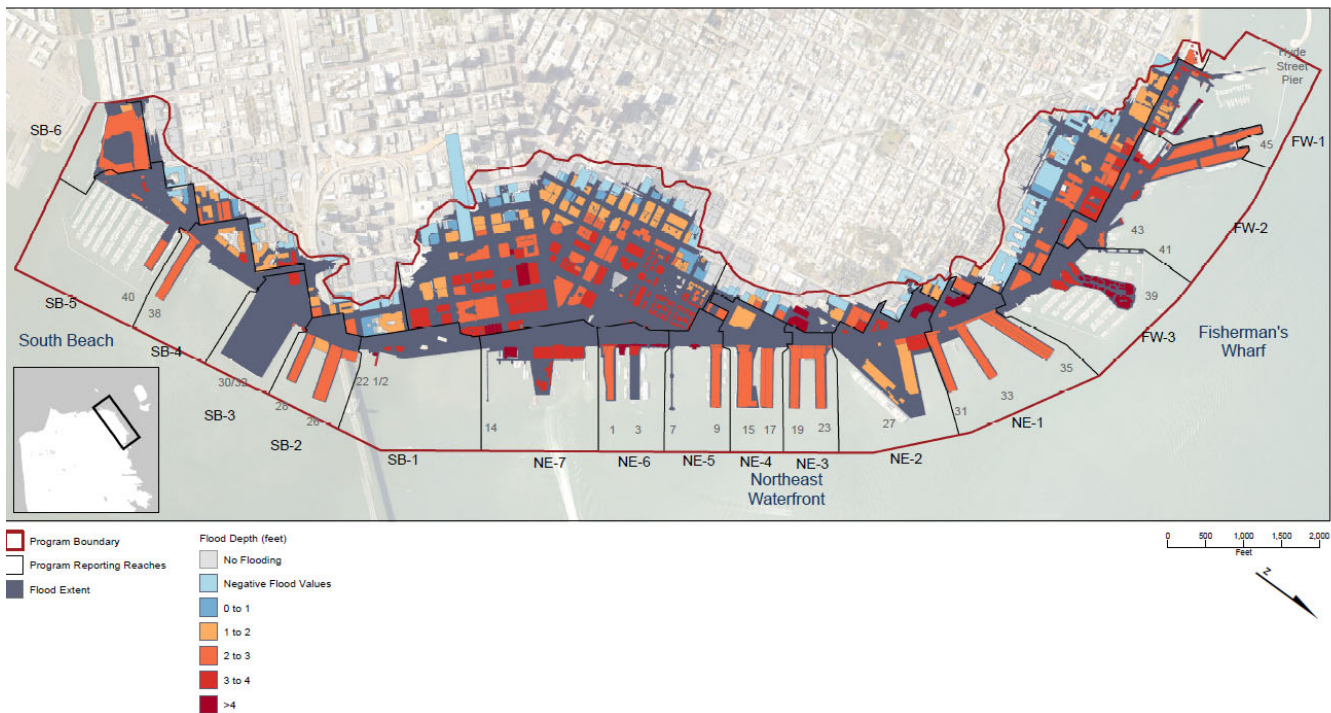 Hyde
Street
Pier
SB-6
45
FW-1
43
FW-2
41
40
39
SB-5
38
South Beach
Fisherman's
Wharf
SB-4
FW-3
30/32
22 1/2
35
SB-3
28
33
26
14
1
3
7
9
15
17
19
23
27
31
NE-1
SB-2
SB-1
NE-7
NE-6
NE-5
NE-4
NE-3
NE-2
Northeast
Waterfront
Program Boundary
Program Reporting Reaches
Flood Extent
Flood Depth (feet)
No Flooding
Negative Flood Values
0 to 1
1 to 2
2 to 3
3 to 4
>4
0 500 1,000 1,500 2,000
Feet
Z